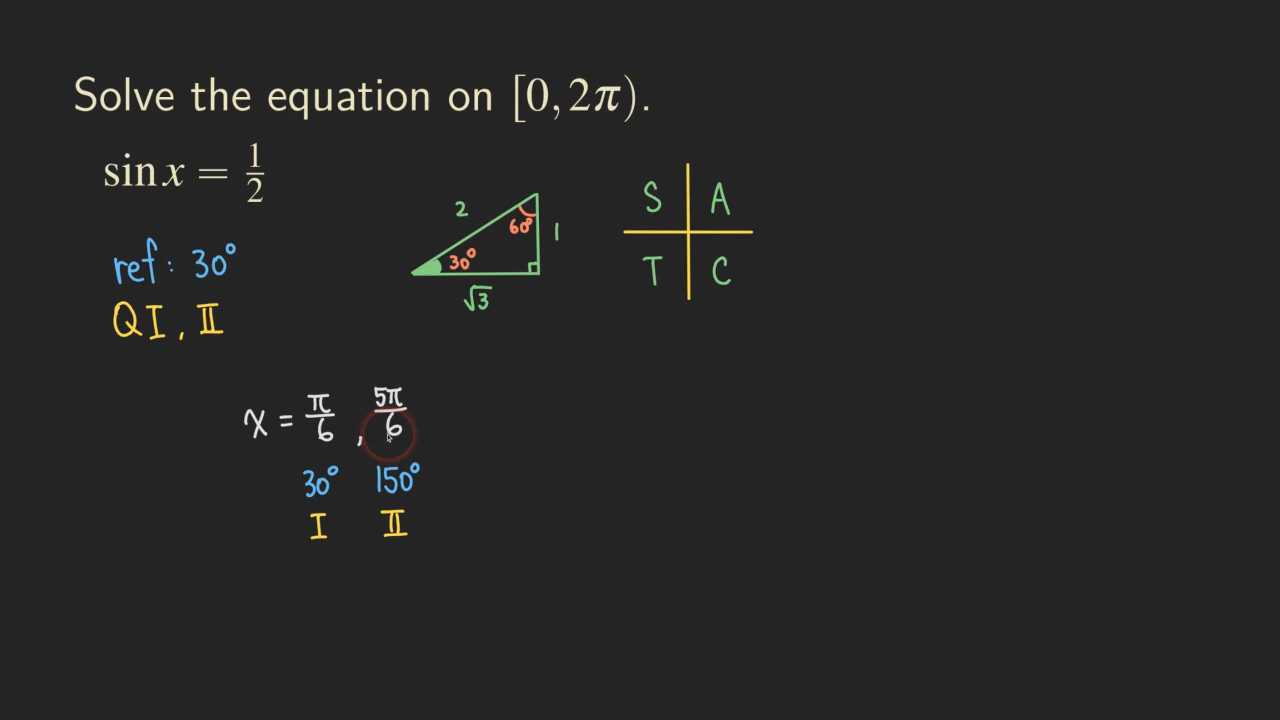 Solve the equation on [0, 2π).
sin x = 1/2
ref: 30°
QI, II
2
60°
1
30°
√3
S A
T C
x = π/6, 5π/6
30° 150°
I II